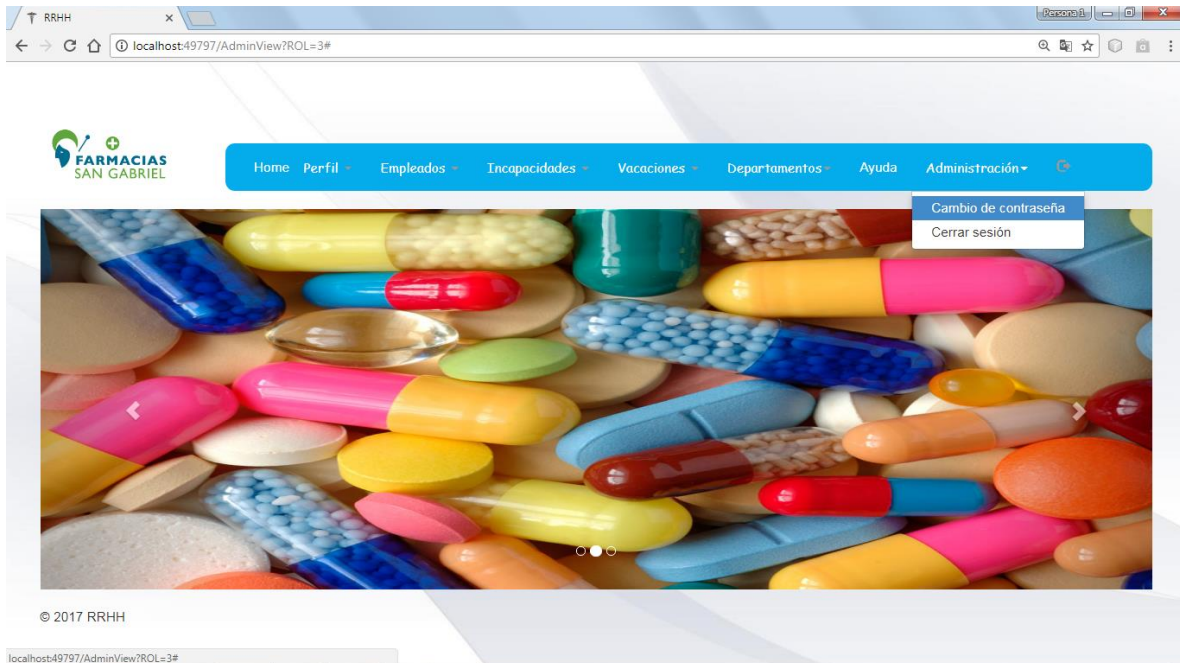 RRHH
Persona 1
localhost:49797/AdminView?ROL=3#
FARMACIAS
SAN GABRIEL
Home Perfil Empleados Incapacidades Vacaciones Departamentos Ayuda Administración
Cambio de contraseña
Cerrar sesión
© 2017 RRHH
localhost:49797/AdminView?ROL=3#